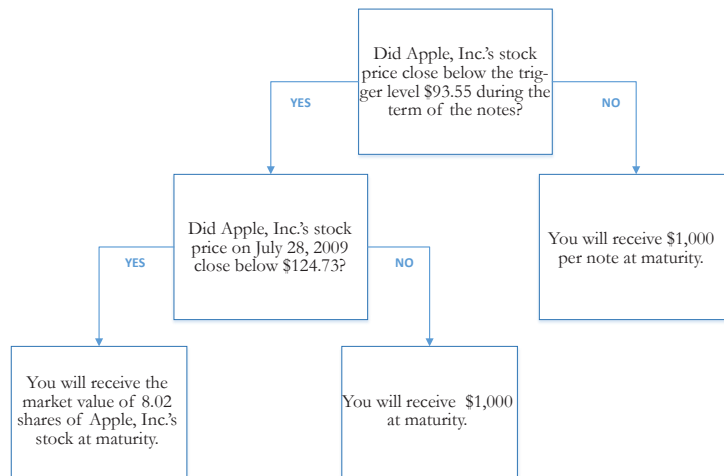 Did Apple, Inc.'s stock
price close below the trig-
ger level $93.55 during the
term of the notes?
YES
NO
Did Apple, Inc.'s stock
price on July 28, 2009
close below $124.73?
You will receive $1,000
per note at maturity.
YES
NO
You will receive the
market value of 8.02
shares of Apple, Inc.'s
stock at maturity.
You will receive $1,000
at maturity.